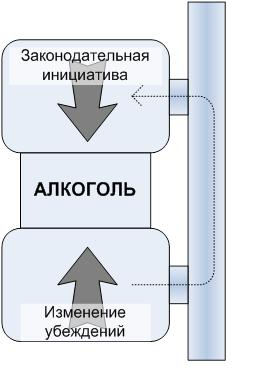 Законодательная
инициатива
АЛКОГОЛЬ
Изменение
убеждений